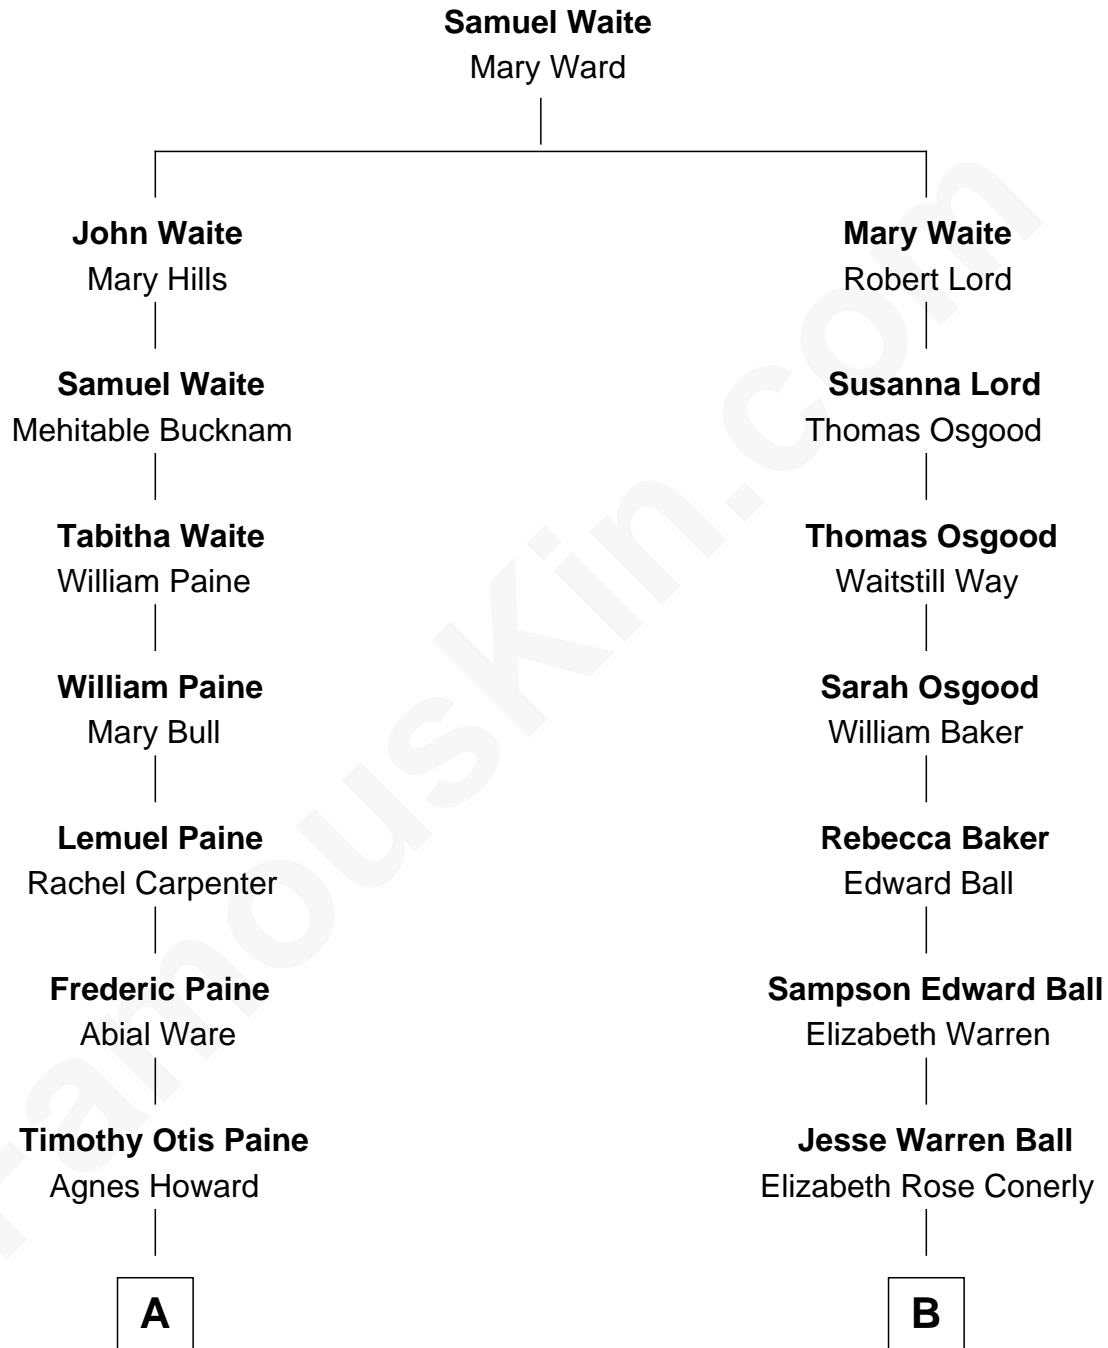 Samuel Waite
Mary Ward
John Waite
Mary Hills
Mary Waite
Robert Lord
Samuel Waite
Mehitable Bucknam
Susanna Lord
Thomas Osgood
Tabitha Waite
William Paine
Thomas Osgood
Waitstill Way
William Paine
Mary Bull
Sarah Osgood
William Baker
Lemuel Paine
Rachel Carpenter
Rebecca Baker
Edward Ball
Frederic Paine
Abial Ware
Sampson Edward Ball
Elizabeth Warren
Timothy Otis Paine
Agnes Howard
Jesse Warren Ball
Elizabeth Rose Conerly
A
B
FamousKin.com